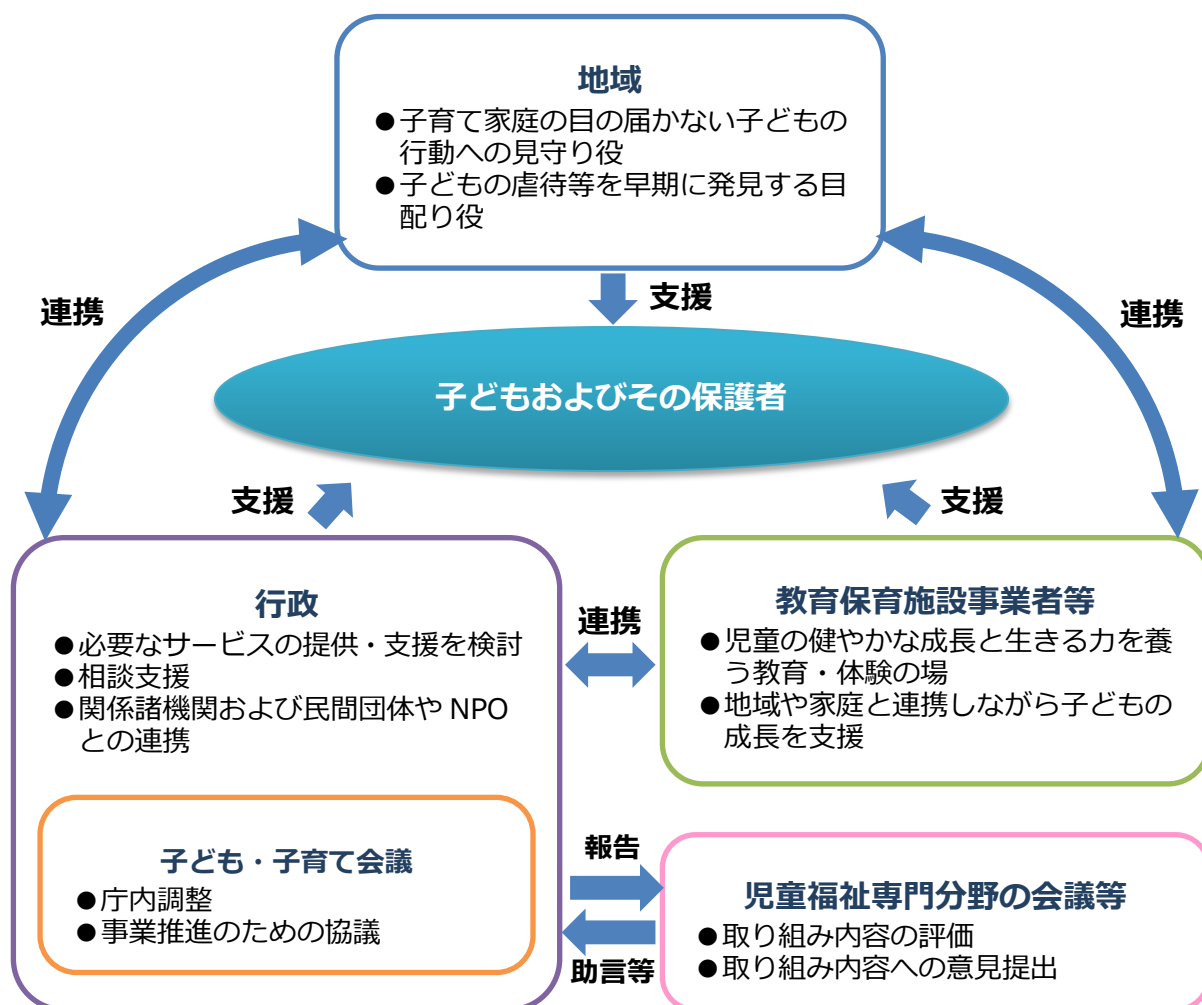 地域
●子育て家庭の目の届かない子どもの
行動への見守り役
●子どもの虐待等を早期に発見する目
配り役
連携
支援
連携
子どもおよびその保護者
支援
支援
行政
●必要なサービスの提供・支援を検討
●相談支援
●関係諸機関および民間団体や NPO
との連携
連携
教育保育施設事業者等
●児童の健やかな成長と生きる力を養
う教育・体験の場
●地域や家庭と連携しながら子どもの
成長を支援
子ども・子育て会議
●庁内調整
●事業推進のための協議
報告
助言等
児童福祉専門分野の会議等
●取り組み内容の評価
●取り組み内容への意見提出